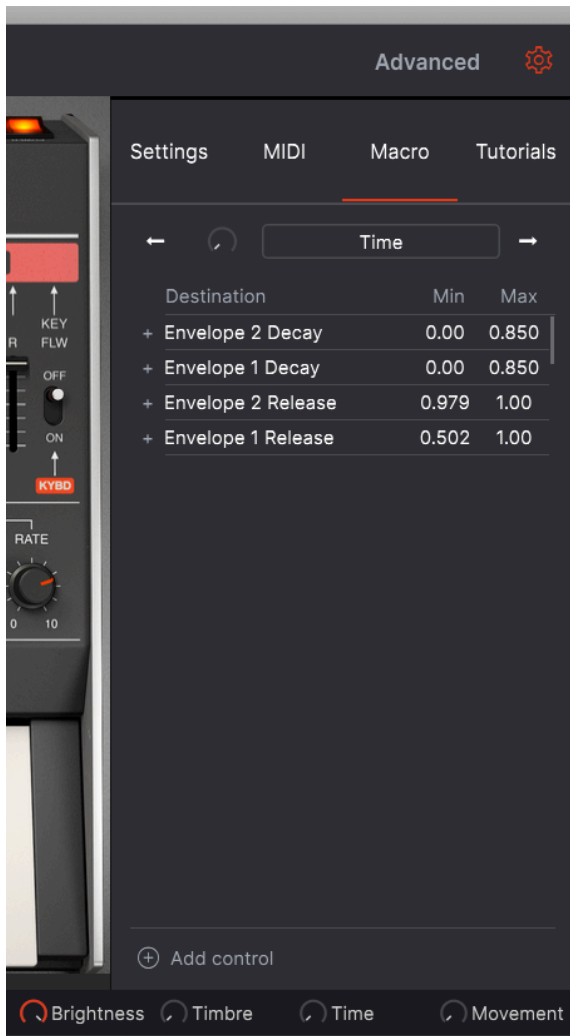 Advanced
Settings MIDI Macro Tutorials
Time
Destination Min Max
+ Envelope 2 Decay 0.00 0.850
+ Envelope 1 Decay 0.00 0.850
+ Envelope 2 Release 0.979 1.00
+ Envelope 1 Release 0.502 1.00
KEY
R FLW
OFF
ON
KYBD
RATE
0 10
Add control
Brightness Timbre Time Movement